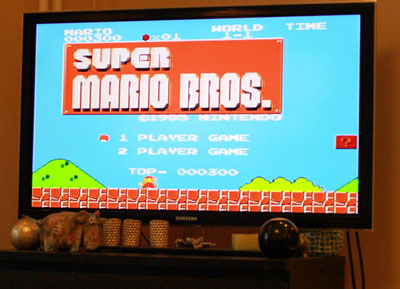 MARIO WORLD TIME
000300 ×01 1-1
SUPER
MARIO BROS.
©1985 NINTENDO
1 PLAYER GAME
2 PLAYER GAME
TOP- 000300
?
SAMSUNG